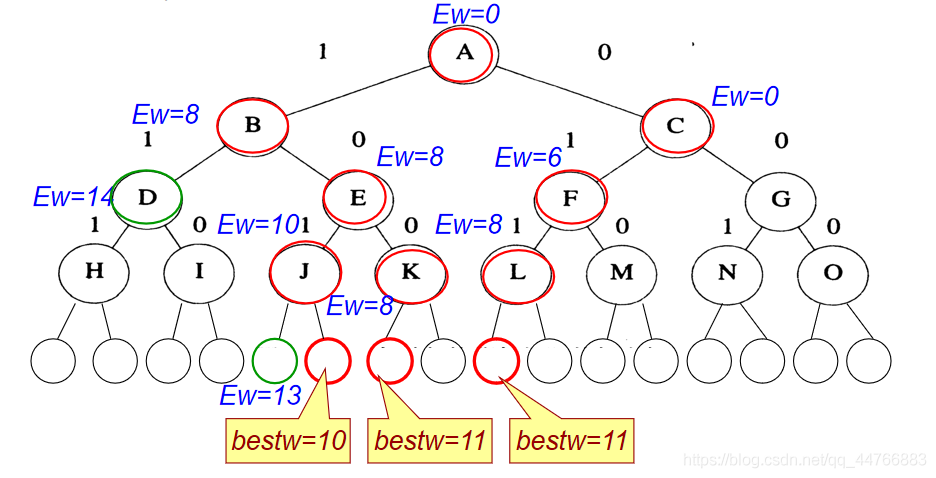 Ew=0
1
A
0
Ew=8
B
C
Ew=0
1
0
Ew=8
Ew=6
1
0
Ew=14
D
E
F
G
1
0
Ew=10
1
0
Ew=8
1
0
1
0
H
I
J
K
L
M
N
O
Ew=8
Ew=13
bestw=10
bestw=11
bestw=11
https://blog.csdn.net/qq_44766883